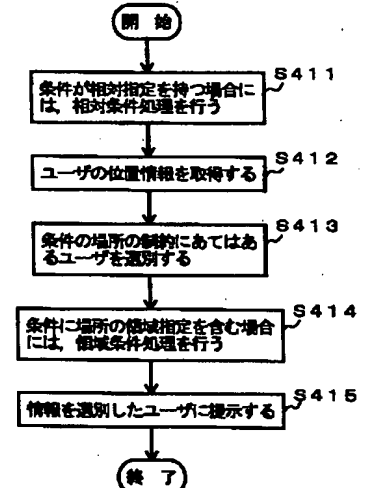 開 始
S411
条件が相対指定を持つ場合に
は，相対条件処理を行う
S412
ユーザの位置情報を取得する
S413
条件の場所の制約にあてはあ
るユーザを選別する
S414
条件に場所の領域指定を含む場合
には，領域条件処理を行う
S415
情報を選別したユーザに提示する
終 了